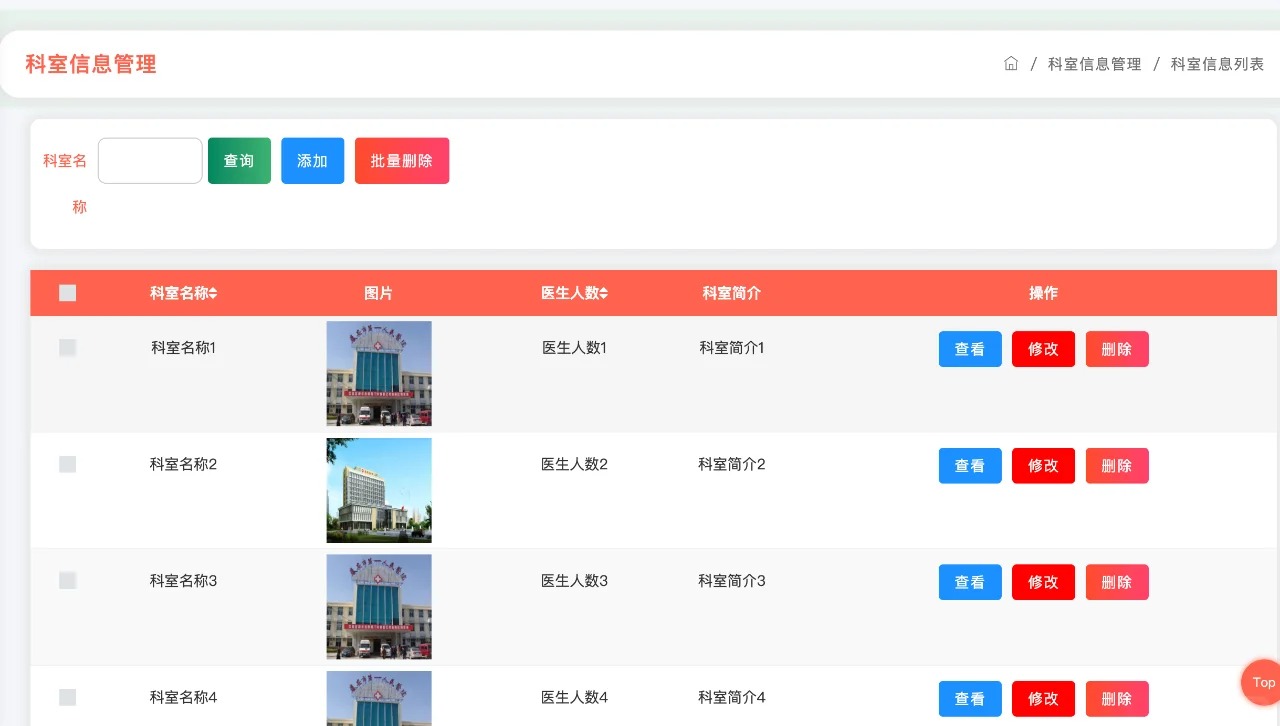 科室信息管理
/ 科室信息管理 / 科室信息列表
科室名 查询 添加 批量删除
称
科室名称 图片 医生人数 科室简介 操作
科室名称1 医生人数1 科室简介1 查看 修改 删除
科室名称2 医生人数2 科室简介2 查看 修改 删除
科室名称3 医生人数3 科室简介3 查看 修改 删除
Top
科室名称4 医生人数4 科室简介4 查看 修改 删除